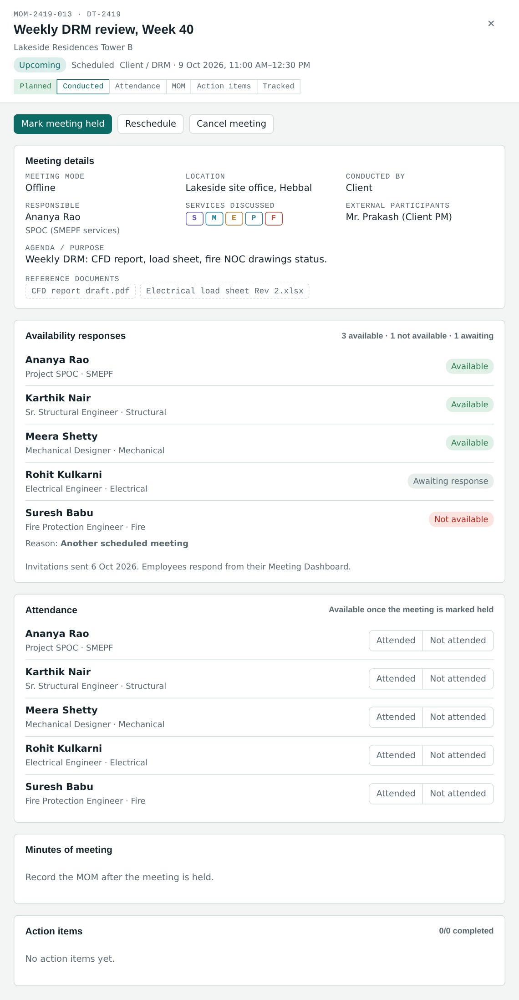 MOM-2419-013 · DT-2419
Weekly DRM review, Week 40
✕
Lakeside Residences Tower B
Upcoming Scheduled Client / DRM · 9 Oct 2026, 11:00 AM–12:30 PM
Planned Conducted Attendance MOM Action items Tracked
Mark meeting held Reschedule Cancel meeting
Meeting details
MEETING MODE LOCATION CONDUCTED BY
Offline Lakeside site office, Hebbal Client
RESPONSIBLE SERVICES DISCUSSED EXTERNAL PARTICIPANTS
Ananya Rao S M E P F Mr. Prakash (Client PM)
SPOC (SMEPF services)
AGENDA / PURPOSE
Weekly DRM: CFD report, load sheet, fire NOC drawings status.
REFERENCE DOCUMENTS
CFD report draft.pdf Electrical load sheet Rev 2.xlsx
Availability responses 3 available · 1 not available · 1 awaiting
Ananya Rao
Project SPOC · SMEPF
Available
Karthik Nair
Sr. Structural Engineer · Structural
Available
Meera Shetty
Mechanical Designer · Mechanical
Available
Rohit Kulkarni
Electrical Engineer · Electrical
Awaiting response
Suresh Babu
Fire Protection Engineer · Fire
Not available
Reason: Another scheduled meeting
Invitations sent 6 Oct 2026. Employees respond from their Meeting Dashboard.
Attendance Available once the meeting is marked held
Ananya Rao
Project SPOC · SMEPF
Attended Not attended
Karthik Nair
Sr. Structural Engineer · Structural
Attended Not attended
Meera Shetty
Mechanical Designer · Mechanical
Attended Not attended
Rohit Kulkarni
Electrical Engineer · Electrical
Attended Not attended
Suresh Babu
Fire Protection Engineer · Fire
Attended Not attended
Minutes of meeting
Record the MOM after the meeting is held.
Action items 0/0 completed
No action items yet.